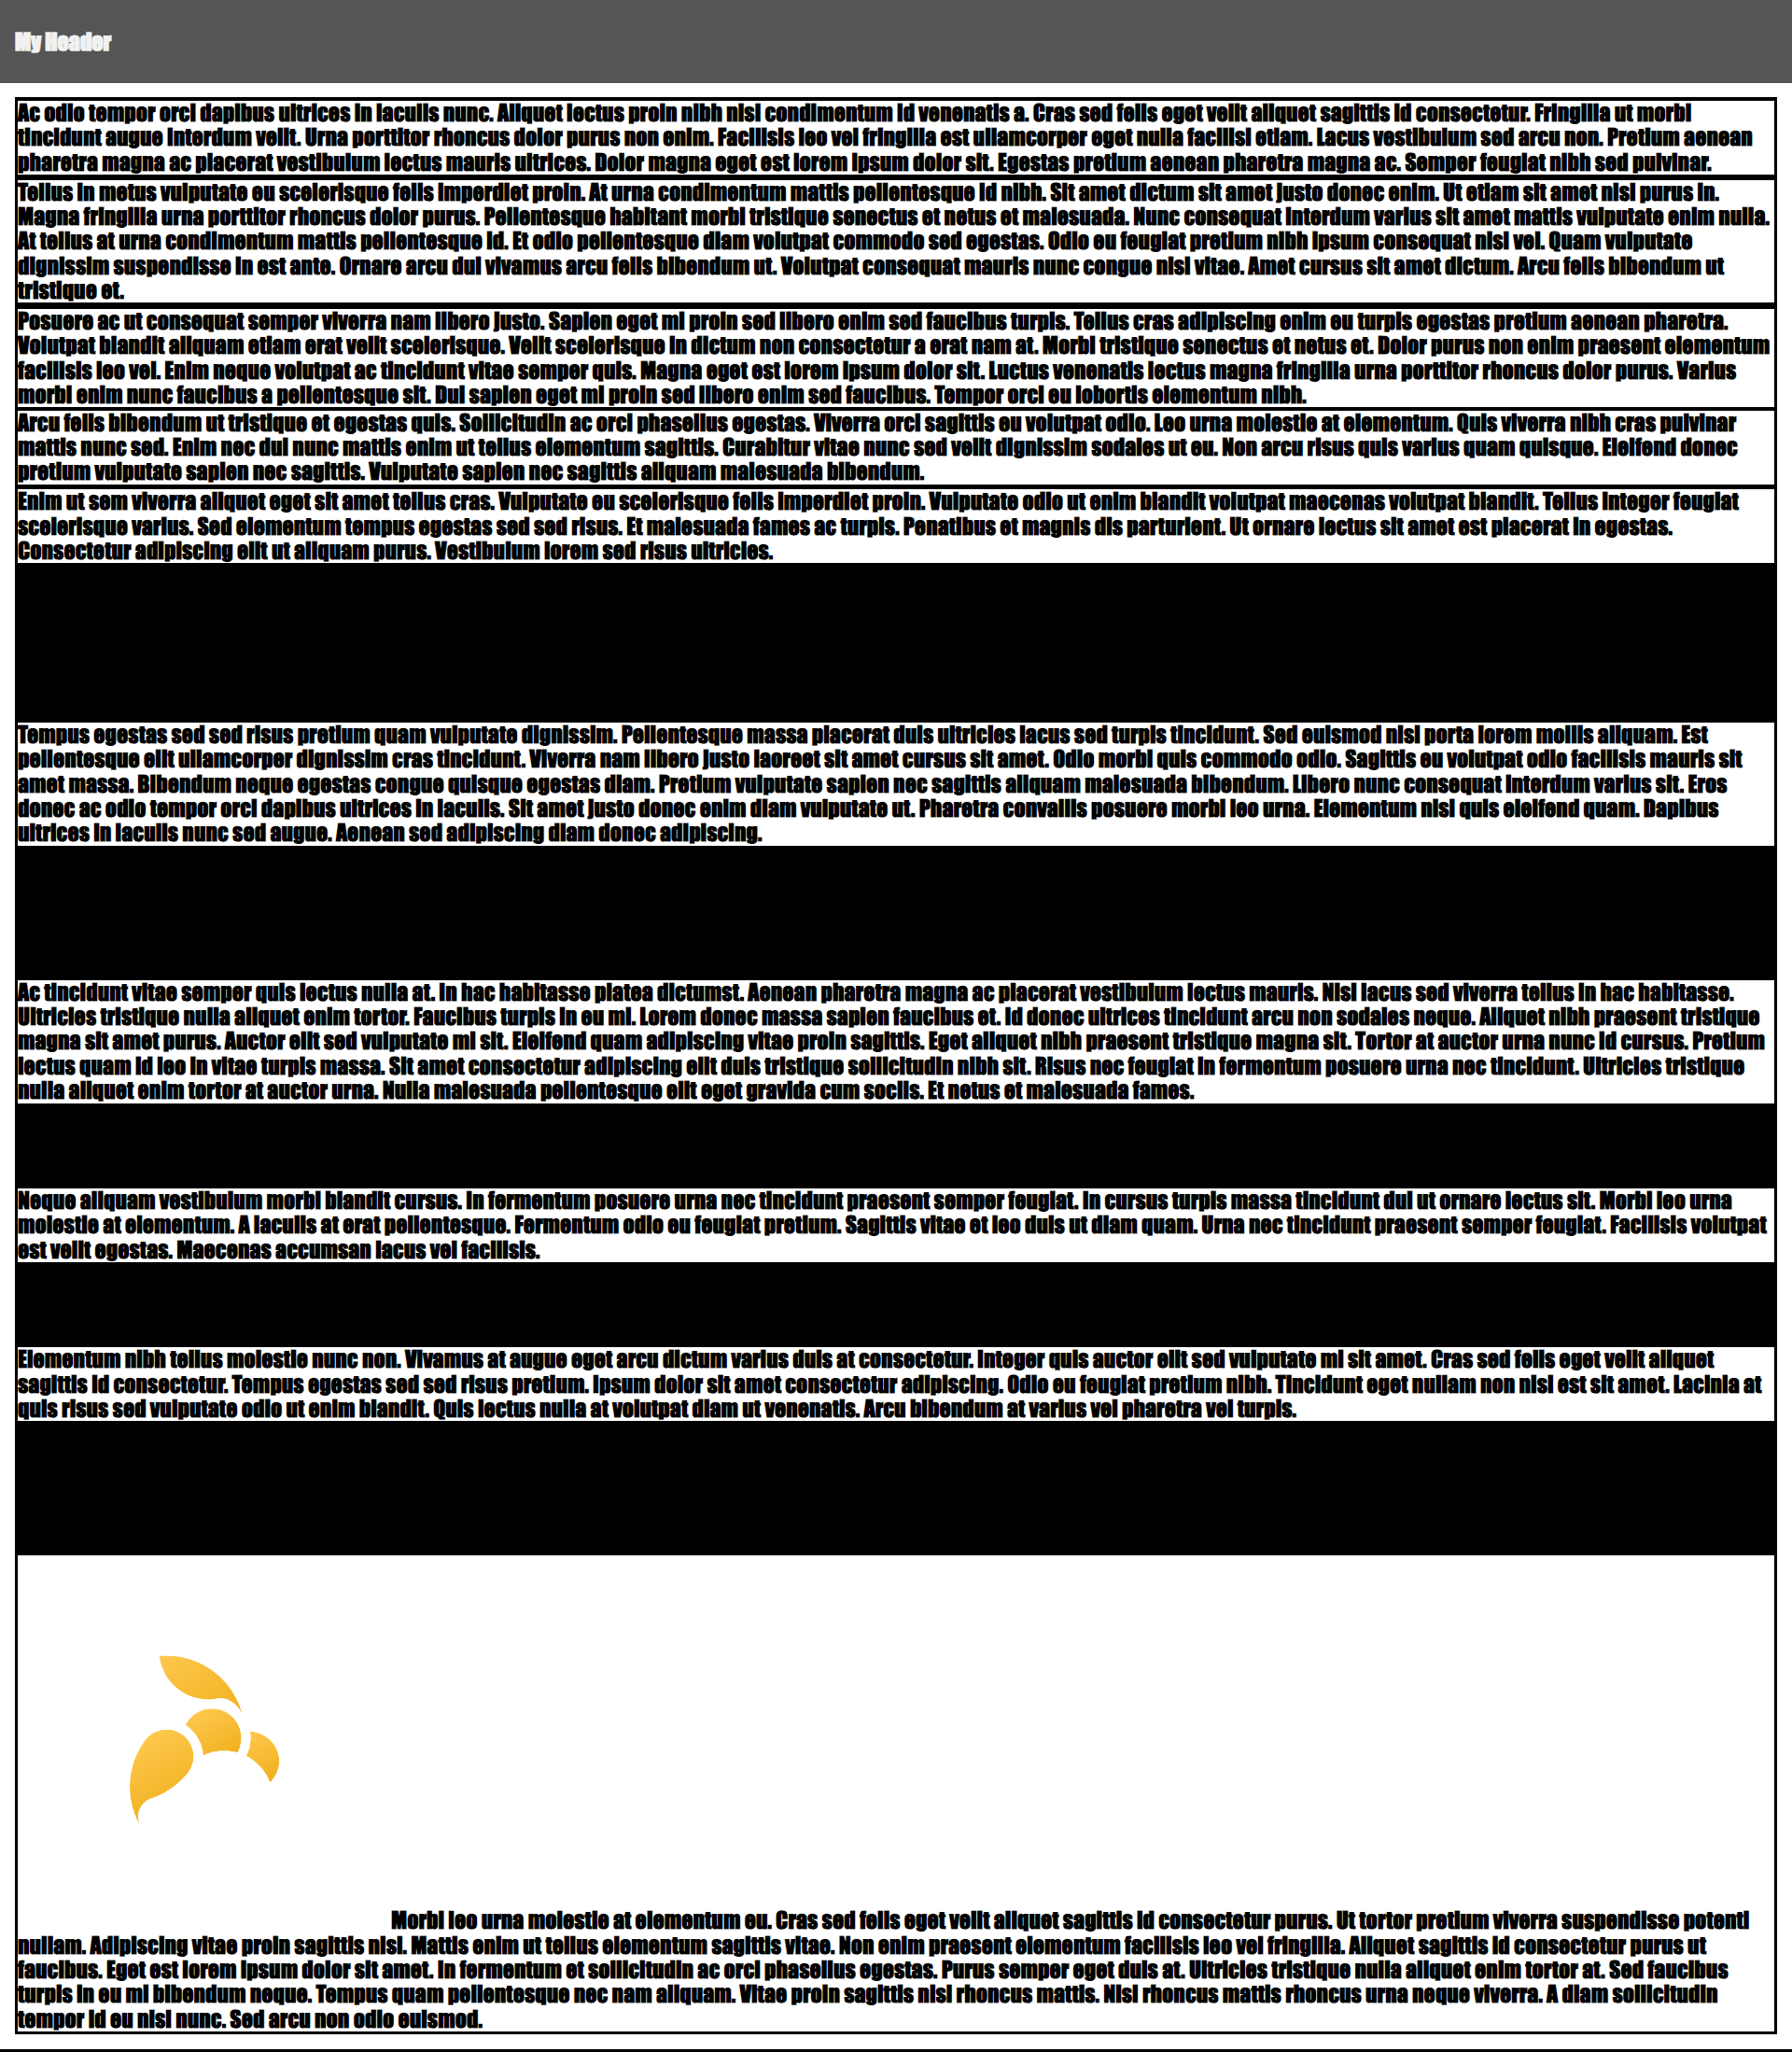 My Header
Ac odio tempor orci dapibus ultrices in iaculis nunc. Aliquet lectus proin nibh nisl condimentum id venenatis a. Cras sed felis eget velit aliquet sagittis id consectetur. Fringilla ut morbi
tincidunt augue interdum velit. Urna porttitor rhoncus dolor purus non enim. Facilisis leo vel fringilla est ullamcorper eget nulla facilisi etiam. Lacus vestibulum sed arcu non. Pretium aenean
pharetra magna ac placerat vestibulum lectus mauris ultrices. Dolor magna eget est lorem ipsum dolor sit. Egestas pretium aenean pharetra magna ac. Semper feugiat nibh sed pulvinar.
Tellus in metus vulputate eu scelerisque felis imperdiet proin. At urna condimentum mattis pellentesque id nibh. Sit amet dictum sit amet justo donec enim. Ut etiam sit amet nisl purus in.
Magna fringilla urna porttitor rhoncus dolor purus. Pellentesque habitant morbi tristique senectus et netus et malesuada. Nunc consequat interdum varius sit amet mattis vulputate enim nulla.
At tellus at urna condimentum mattis pellentesque id. Et odio pellentesque diam volutpat commodo sed egestas. Odio eu feugiat pretium nibh ipsum consequat nisl vel. Quam vulputate
dignissim suspendisse in est ante. Ornare arcu dui vivamus arcu felis bibendum ut. Volutpat consequat mauris nunc congue nisi vitae. Amet cursus sit amet dictum. Arcu felis bibendum ut
tristique et.
Posuere ac ut consequat semper viverra nam libero justo. Sapien eget mi proin sed libero enim sed faucibus turpis. Tellus cras adipiscing enim eu turpis egestas pretium aenean pharetra.
Volutpat blandit aliquam etiam erat velit scelerisque. Velit scelerisque in dictum non consectetur a erat nam at. Morbi tristique senectus et netus et. Dolor purus non enim praesent elementum
facilisis leo vel. Enim neque volutpat ac tincidunt vitae semper quis. Magna eget est lorem ipsum dolor sit. Luctus venenatis lectus magna fringilla urna porttitor rhoncus dolor purus. Varius
morbi enim nunc faucibus a pellentesque sit. Dui sapien eget mi proin sed libero enim sed faucibus. Tempor orci eu lobortis elementum nibh.
Arcu felis bibendum ut tristique et egestas quis. Sollicitudin ac orci phasellus egestas. Viverra orci sagittis eu volutpat odio. Leo urna molestie at elementum. Quis viverra nibh cras pulvinar
mattis nunc sed. Enim nec dui nunc mattis enim ut tellus elementum sagittis. Curabitur vitae nunc sed velit dignissim sodales ut eu. Non arcu risus quis varius quam quisque. Eleifend donec
pretium vulputate sapien nec sagittis. Vulputate sapien nec sagittis aliquam malesuada bibendum.
Enim ut sem viverra aliquet eget sit amet tellus cras. Vulputate eu scelerisque felis imperdiet proin. Vulputate odio ut enim blandit volutpat maecenas volutpat blandit. Tellus integer feugiat
scelerisque varius. Sed elementum tempus egestas sed sed risus. Et malesuada fames ac turpis. Penatibus et magnis dis parturient. Ut ornare lectus sit amet est placerat in egestas.
Consectetur adipiscing elit ut aliquam purus. Vestibulum lorem sed risus ultricies.
Tempus egestas sed sed risus pretium quam vulputate dignissim. Pellentesque massa placerat duis ultricies lacus sed turpis tincidunt. Sed euismod nisi porta lorem mollis aliquam. Est
pellentesque elit ullamcorper dignissim cras tincidunt. Viverra nam libero justo laoreet sit amet cursus sit amet. Odio morbi quis commodo odio. Sagittis eu volutpat odio facilisis mauris sit
amet massa. Bibendum neque egestas congue quisque egestas diam. Pretium vulputate sapien nec sagittis aliquam malesuada bibendum. Libero nunc consequat interdum varius sit. Eros
donec ac odio tempor orci dapibus ultrices in iaculis. Sit amet justo donec enim diam vulputate ut. Pharetra convallis posuere morbi leo urna. Elementum nisi quis eleifend quam. Dapibus
ultrices in iaculis nunc sed augue. Aenean sed adipiscing diam donec adipiscing.
Ac tincidunt vitae semper quis lectus nulla at. In hac habitasse platea dictumst. Aenean pharetra magna ac placerat vestibulum lectus mauris. Nisi lacus sed viverra tellus in hac habitasse.
Ultricies tristique nulla aliquet enim tortor. Faucibus turpis in eu mi. Lorem donec massa sapien faucibus et. Id donec ultrices tincidunt arcu non sodales neque. Aliquet nibh praesent tristique
magna sit amet purus. Auctor elit sed vulputate mi sit. Eleifend quam adipiscing vitae proin sagittis. Eget aliquet nibh praesent tristique magna sit. Tortor at auctor urna nunc id cursus. Pretium
lectus quam id leo in vitae turpis massa. Sit amet consectetur adipiscing elit duis tristique sollicitudin nibh sit. Risus nec feugiat in fermentum posuere urna nec tincidunt. Ultricies tristique
nulla aliquet enim tortor at auctor urna. Nulla malesuada pellentesque elit eget gravida cum sociis. Et netus et malesuada fames.
Neque aliquam vestibulum morbi blandit cursus. In fermentum posuere urna nec tincidunt praesent semper feugiat. In cursus turpis massa tincidunt dui ut ornare lectus sit. Morbi leo urna
molestie at elementum. A iaculis at erat pellentesque. Fermentum odio eu feugiat pretium. Sagittis vitae et leo duis ut diam quam. Urna nec tincidunt praesent semper feugiat. Facilisis volutpat
est velit egestas. Maecenas accumsan lacus vel facilisis.
Elementum nibh tellus molestie nunc non. Vivamus at augue eget arcu dictum varius duis at consectetur. Integer quis auctor elit sed vulputate mi sit amet. Cras sed felis eget velit aliquet
sagittis id consectetur. Tempus egestas sed sed risus pretium. Ipsum dolor sit amet consectetur adipiscing. Odio eu feugiat pretium nibh. Tincidunt eget nullam non nisi est sit amet. Lacinia at
quis risus sed vulputate odio ut enim blandit. Quis lectus nulla at volutpat diam ut venenatis. Arcu bibendum at varius vel pharetra vel turpis.
Morbi leo urna molestie at elementum eu. Cras sed felis eget velit aliquet sagittis id consectetur purus. Ut tortor pretium viverra suspendisse potenti
nullam. Adipiscing vitae proin sagittis nisl. Mattis enim ut tellus elementum sagittis vitae. Non enim praesent elementum facilisis leo vel fringilla. Aliquet sagittis id consectetur purus ut
faucibus. Eget est lorem ipsum dolor sit amet. In fermentum et sollicitudin ac orci phasellus egestas. Purus semper eget duis at. Ultricies tristique nulla aliquet enim tortor at. Sed faucibus
turpis in eu mi bibendum neque. Tempus quam pellentesque nec nam aliquam. Vitae proin sagittis nisl rhoncus mattis. Nisl rhoncus mattis rhoncus urna neque viverra. A diam sollicitudin
tempor id eu nisl nunc. Sed arcu non odio euismod.